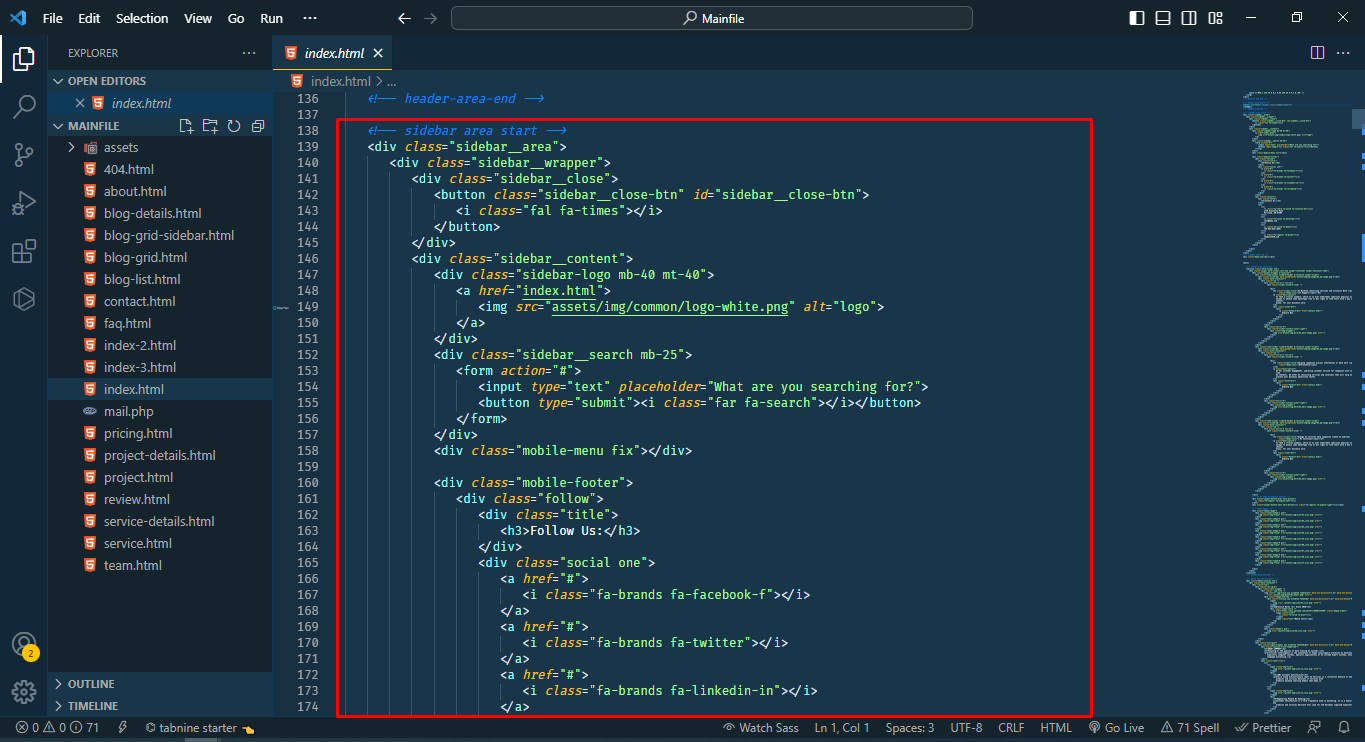 File Edit Selection View Go Run ··· Mainfile
EXPLORER ···
OPEN EDITORS
index.html
MAINFILE
assets
404.html
about.html
blog-details.html
blog-grid-sidebar.html
blog-grid.html
blog-list.html
contact.html
faq.html
index-2.html
index-3.html
index.html
mail.php
pricing.html
project-details.html
project.html
review.html
service-details.html
service.html
team.html
OUTLINE
TIMELINE
2
index.html
index.html > ...
136 <!-- header-area-end -->
137
138 <!-- sidebar area start -->
139 <div class="sidebar__area">
140 <div class="sidebar__wrapper">
141 <div class="sidebar__close">
142 <button class="sidebar__close-btn" id="sidebar__close-btn">
143 <i class="fal fa-times"></i>
144 </button>
145 </div>
146 <div class="sidebar__content">
147 <div class="sidebar-logo mb-40 mt-40">
148 <a href="index.html">
149 <img src="assets/img/common/logo-white.png" alt="logo">
150 </a>
151 </div>
152 <div class="sidebar__search mb-25">
153 <form action="#">
154 <input type="text" placeholder="What are you searching for?">
155 <button type="submit"><i class="far fa-search"></i></button>
156 </form>
157 </div>
158 <div class="mobile-menu fix"></div>
159
160 <div class="mobile-footer">
161 <div class="follow">
162 <div class="title">
163 <h3>Follow Us:</h3>
164 </div>
165 <div class="social one">
166 <a href="#">
167 <i class="fa-brands fa-facebook-f"></i>
168 </a>
169 <a href="#">
170 <i class="fa-brands fa-twitter"></i>
171 </a>
172 <a href="#">
173 <i class="fa-brands fa-linkedin-in"></i>
174 </a>
0 0 71 tabnine starter Watch Sass Ln 1, Col 1 Spaces: 3 UTF-8 CRLF HTML Go Live 71 Spell Prettier